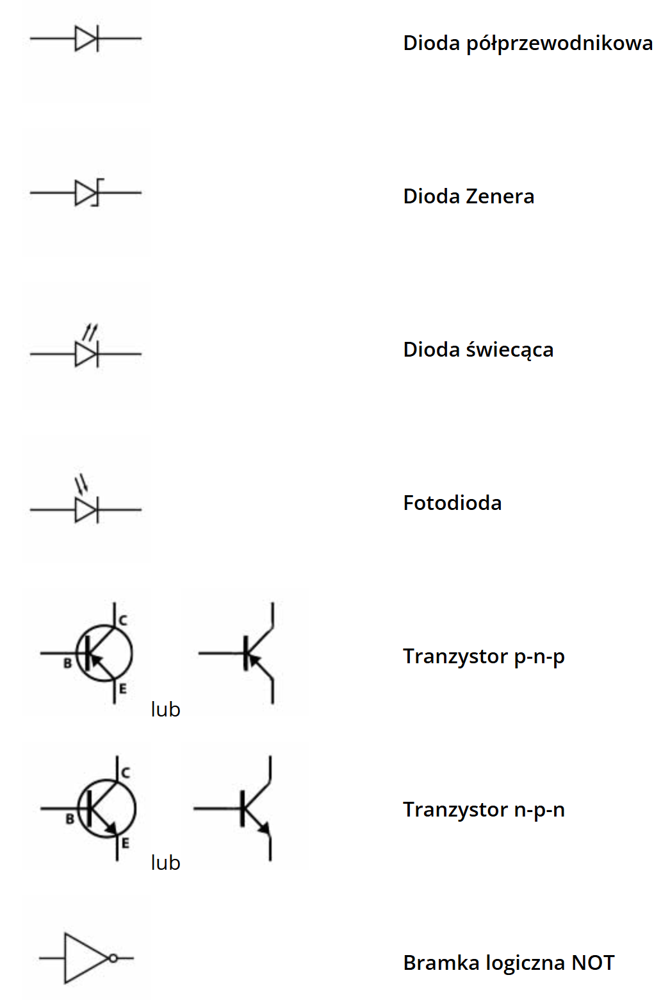 Dioda półprzewodnikowa
Dioda Zenera
Dioda świecąca
Fotodioda
C
B
E
lub
Tranzystor p-n-p
C
B
E
lub
Tranzystor n-p-n
Bramka logiczna NOT